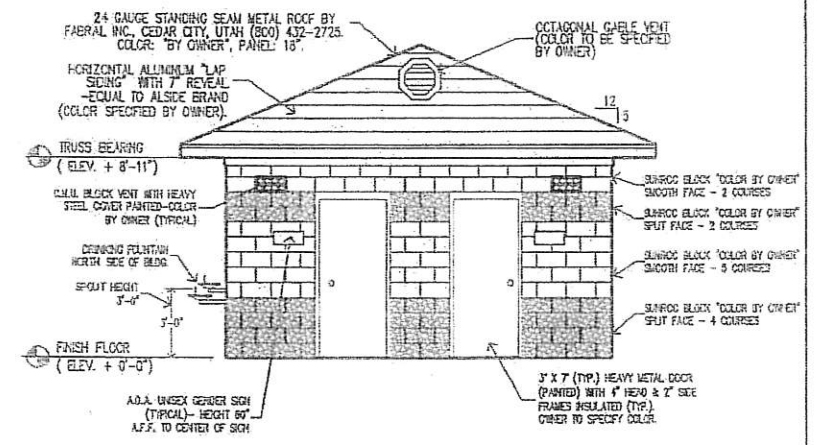 24 GAUGE STANDING SEAM METAL ROOF BY
FABRAL INC., CEDAR CITY, UTAH (800) 432-2725.
COLOR: "BY OWNER", PANEL: 18".
OCTAGONAL GABLE VENT
(COLOR TO BE SPECIFIED
BY OWNER)
HORIZONTAL ALUMINUM "LAP
SIDING" WITH 7" REVEAL
-EQUAL TO ALSIDE BRAND
(COLOR SPECIFIED BY OWNER).
12
5
TRUSS BEARING
( ELEV. + 8'-11")
C.M.U. BLOCK VENT WITH HEAVY
STEEL COVER PAINTED-COLOR
BY OWNER (TYPICAL)
SUNROC BLOCK "COLOR BY OWNER"
SMOOTH FACE - 2 COURSES
SUNROC BLOCK "COLOR BY OWNER"
SPLIT FACE - 2 COURSES
DRINKING FOUNTAIN
NORTH SIDE OF BLDG.
SUNROC BLOCK "COLOR BY OWNER"
SMOOTH FACE - 5 COURSES
SPOUT HEIGHT
3'-0"
SUNROC BLOCK "COLOR BY OWNER"
SPLIT FACE - 4 COURSES
FINISH FLOOR
( ELEV. + 0'-0")
A.D.A. UNISEX GENDER SIGN
(TYPICAL)- HEIGHT 60"
A.F.F. TO CENTER OF SIGN
3' X 7' (TYP.) HEAVY METAL DOOR
(PAINTED) WITH 4" HEAD & 2" SIDE
FRAMES INSULATED (TYP.).
OWNER TO SPECIFY COLOR.